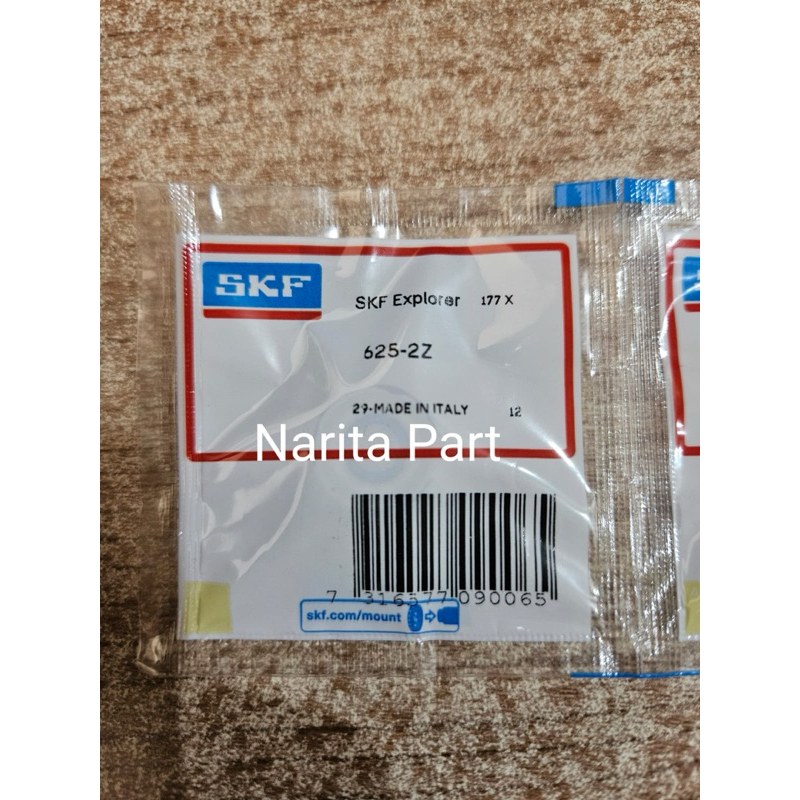 SKF
SKF Explorer 177 X
625-2Z
29-MADE IN ITALY 12
Narita Part
7 316577 090065
skf.com/mount